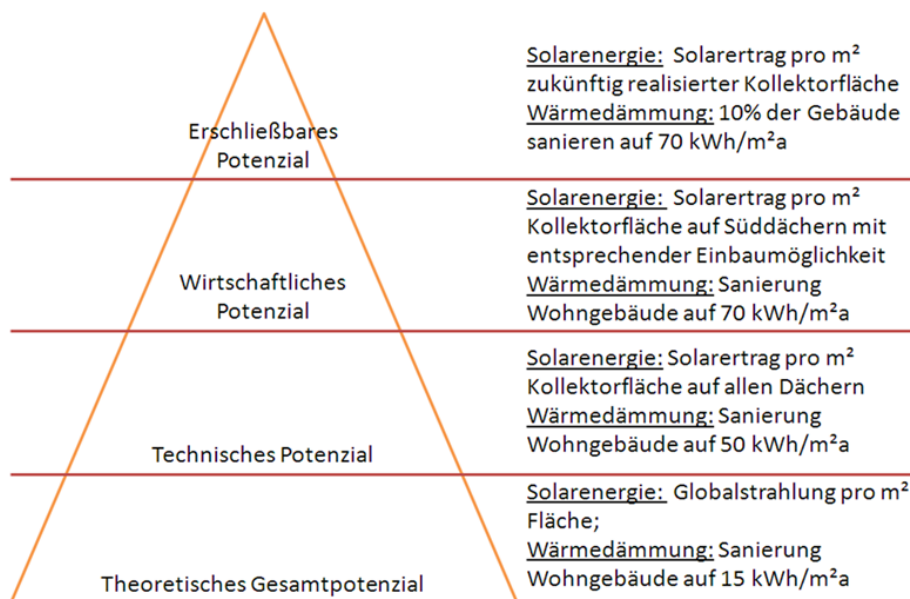 Erschließbares
Potenzial
Solarenergie: Solarertrag pro m²
zukünftig realisierter Kollektorfläche
Wärmedämmung: 10% der Gebäude
sanieren auf 70 kWh/m²a
Wirtschaftliches
Potenzial
Solarenergie: Solarertrag pro m²
Kollektorfläche auf Süddächern mit
entsprechender Einbaumöglichkeit
Wärmedämmung: Sanierung
Wohngebäude auf 70 kWh/m²a
Technisches Potenzial
Solarenergie: Solarertrag pro m²
Kollektorfläche auf allen Dächern
Wärmedämmung: Sanierung
Wohngebäude auf 50 kWh/m²a
Theoretisches Gesamtpotenzial
Solarenergie: Globalstrahlung pro m²
Fläche;
Wärmedämmung: Sanierung
Wohngebäude auf 15 kWh/m²a